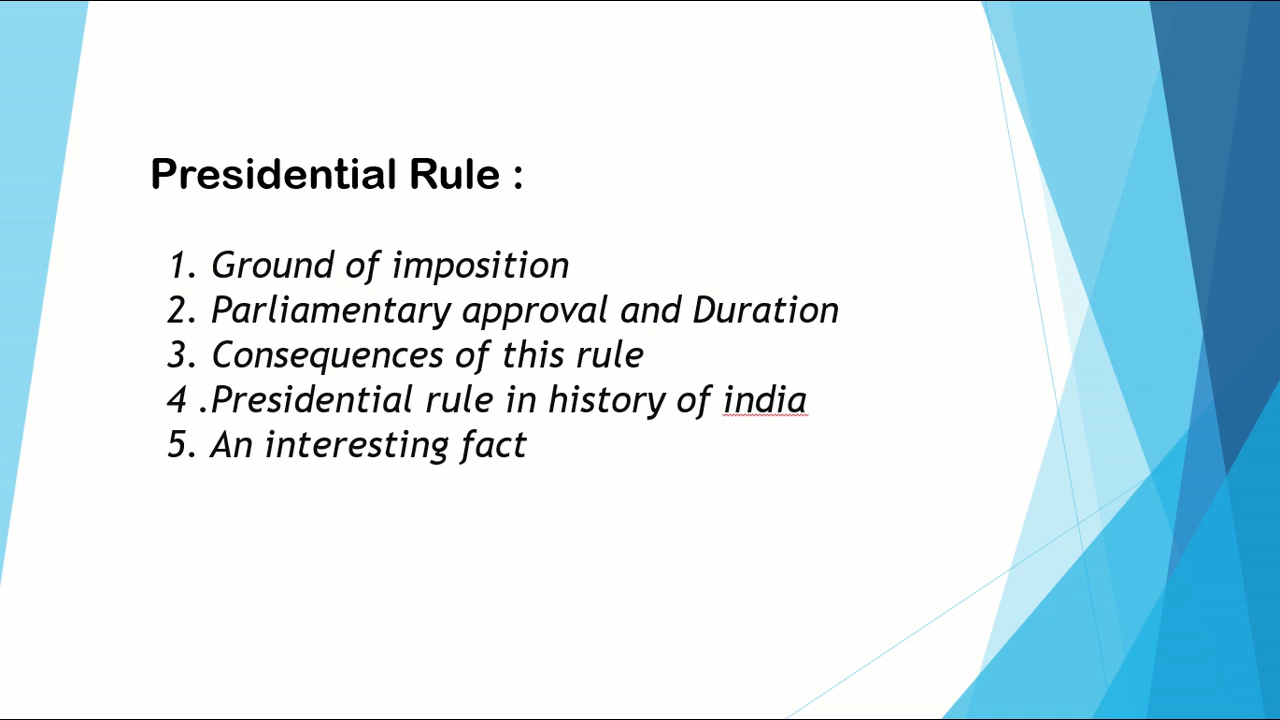 Presidential Rule :
1. Ground of imposition
2. Parliamentary approval and Duration
3. Consequences of this rule
4 .Presidential rule in history of india
5. An interesting fact